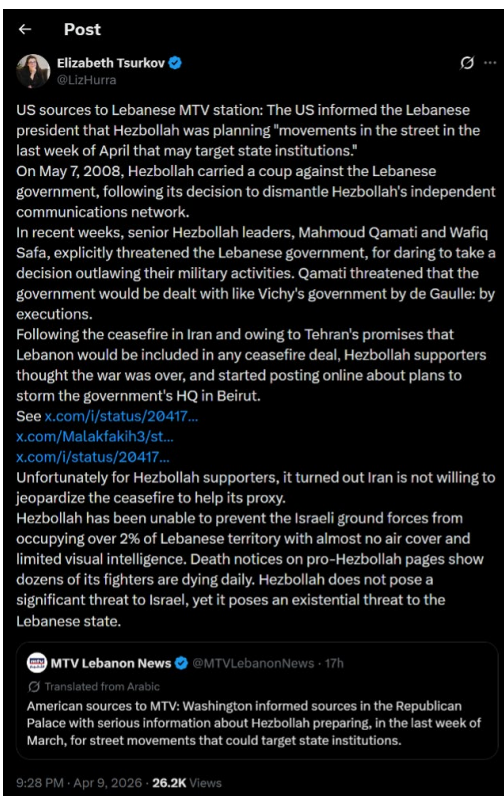 Post
Elizabeth Tsurkov
@LizHurra
US sources to Lebanese MTV station: The US informed the Lebanese
president that Hezbollah was planning "movements in the street in the
last week of April that may target state institutions."
On May 7, 2008, Hezbollah carried a coup against the Lebanese
government, following its decision to dismantle Hezbollah's independent
communications network.
In recent weeks, senior Hezbollah leaders, Mahmoud Qamati and Wafiq
Safa, explicitly threatened the Lebanese government, for daring to take a
decision outlawing their military activities. Qamati threatened that the
government would be dealt with like Vichy's government by de Gaulle: by
executions.
Following the ceasefire in Iran and owing to Tehran's promises that
Lebanon would be included in any ceasefire deal, Hezbollah supporters
thought the war was over, and started posting online about plans to
storm the government's HQ in Beirut.
See x.com/i/status/20417...
x.com/Malakfakih3/st...
x.com/i/status/20417...
Unfortunately for Hezbollah supporters, it turned out Iran is not willing to
jeopardize the ceasefire to help its proxy.
Hezbollah has been unable to prevent the Israeli ground forces from
occupying over 2% of Lebanese territory with almost no air cover and
limited visual intelligence. Death notices on pro-Hezbollah pages show
dozens of its fighters are dying daily. Hezbollah does not pose a
significant threat to Israel, yet it poses an existential threat to the
Lebanese state.
MTV Lebanon News @MTVLebanonNews · 17h
Translated from Arabic
American sources to MTV: Washington informed sources in the Republican
Palace with serious information about Hezbollah preparing, in the last week of
March, for street movements that could target state institutions.
9:28 PM · Apr 9, 2026 · 26.2K Views